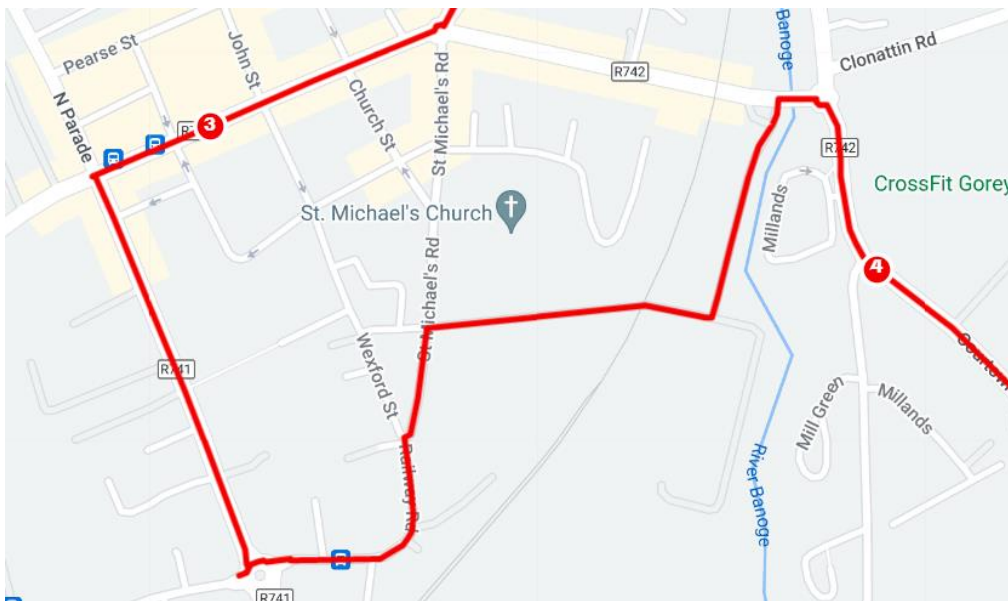 Pearse St
John St
N Parade
Church St
St Michael's Rd
R742
Banoge
Clonattin Rd
3
R742
CrossFit Gorey
Millands
St. Michael's Church
St Michael's Rd
4
Courtown
R741
Wexford St
Mill Green
Millands
Railway Rd
River Banoge
R741